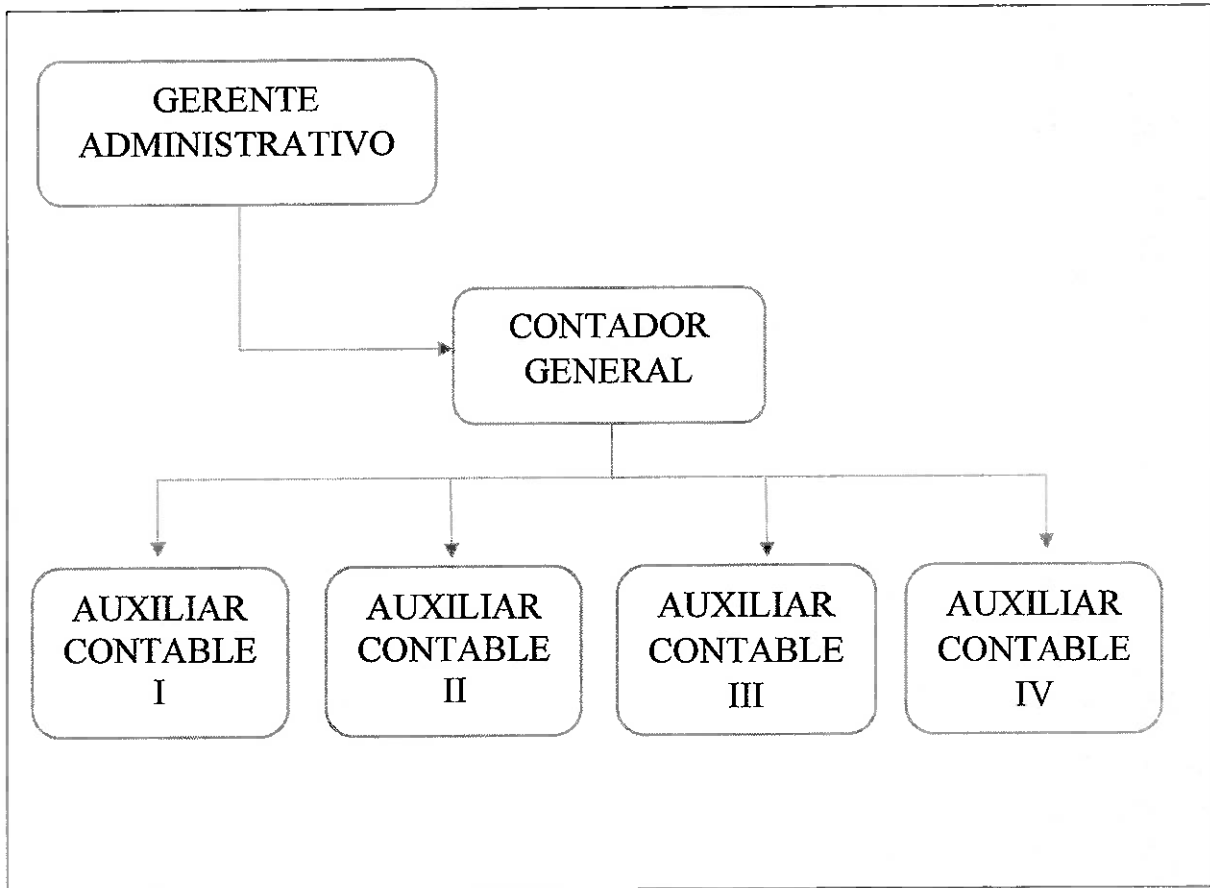 GERENTE
ADMINISTRATIVO
CONTADOR
GENERAL
AUXILIAR
CONTABLE
I
AUXILIAR
CONTABLE
II
AUXILIAR
CONTABLE
III
AUXILIAR
CONTABLE
IV